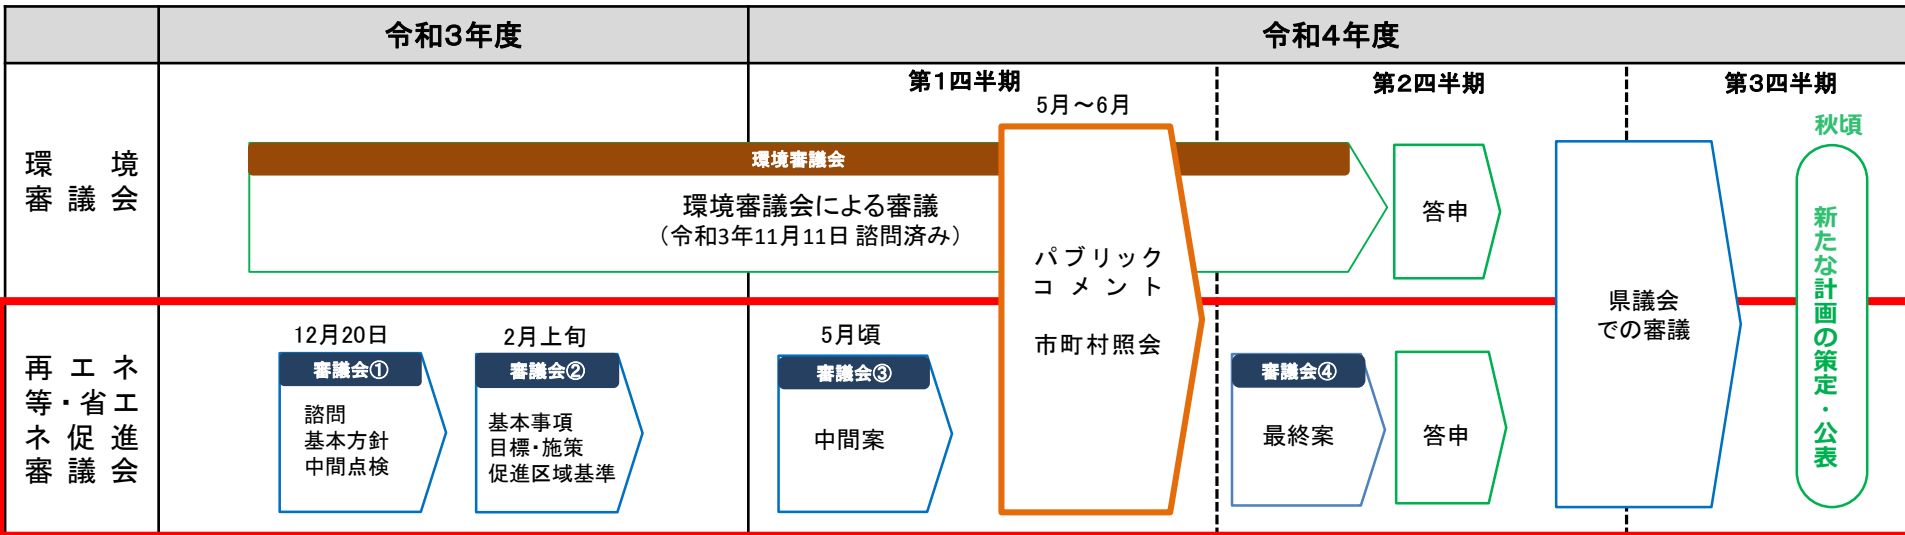 令和３年度
令和４年度
第１四半期
第２四半期
第３四半期
環境
審議会
環境審議会
環境審議会による審議
（令和3年11月11日 諮問済み）
5月～6月
パブリック
コメント
市町村照会
答申
県議会
での審議
秋頃
新たな計画の策定・公表
再エネ
等・省エ
ネ促進
審議会
12月20日
審議会①
諮問
基本方針
中間点検
2月上旬
審議会②
基本事項
目標・施策
促進区域基準
5月頃
審議会③
中間案
審議会④
最終案
答申